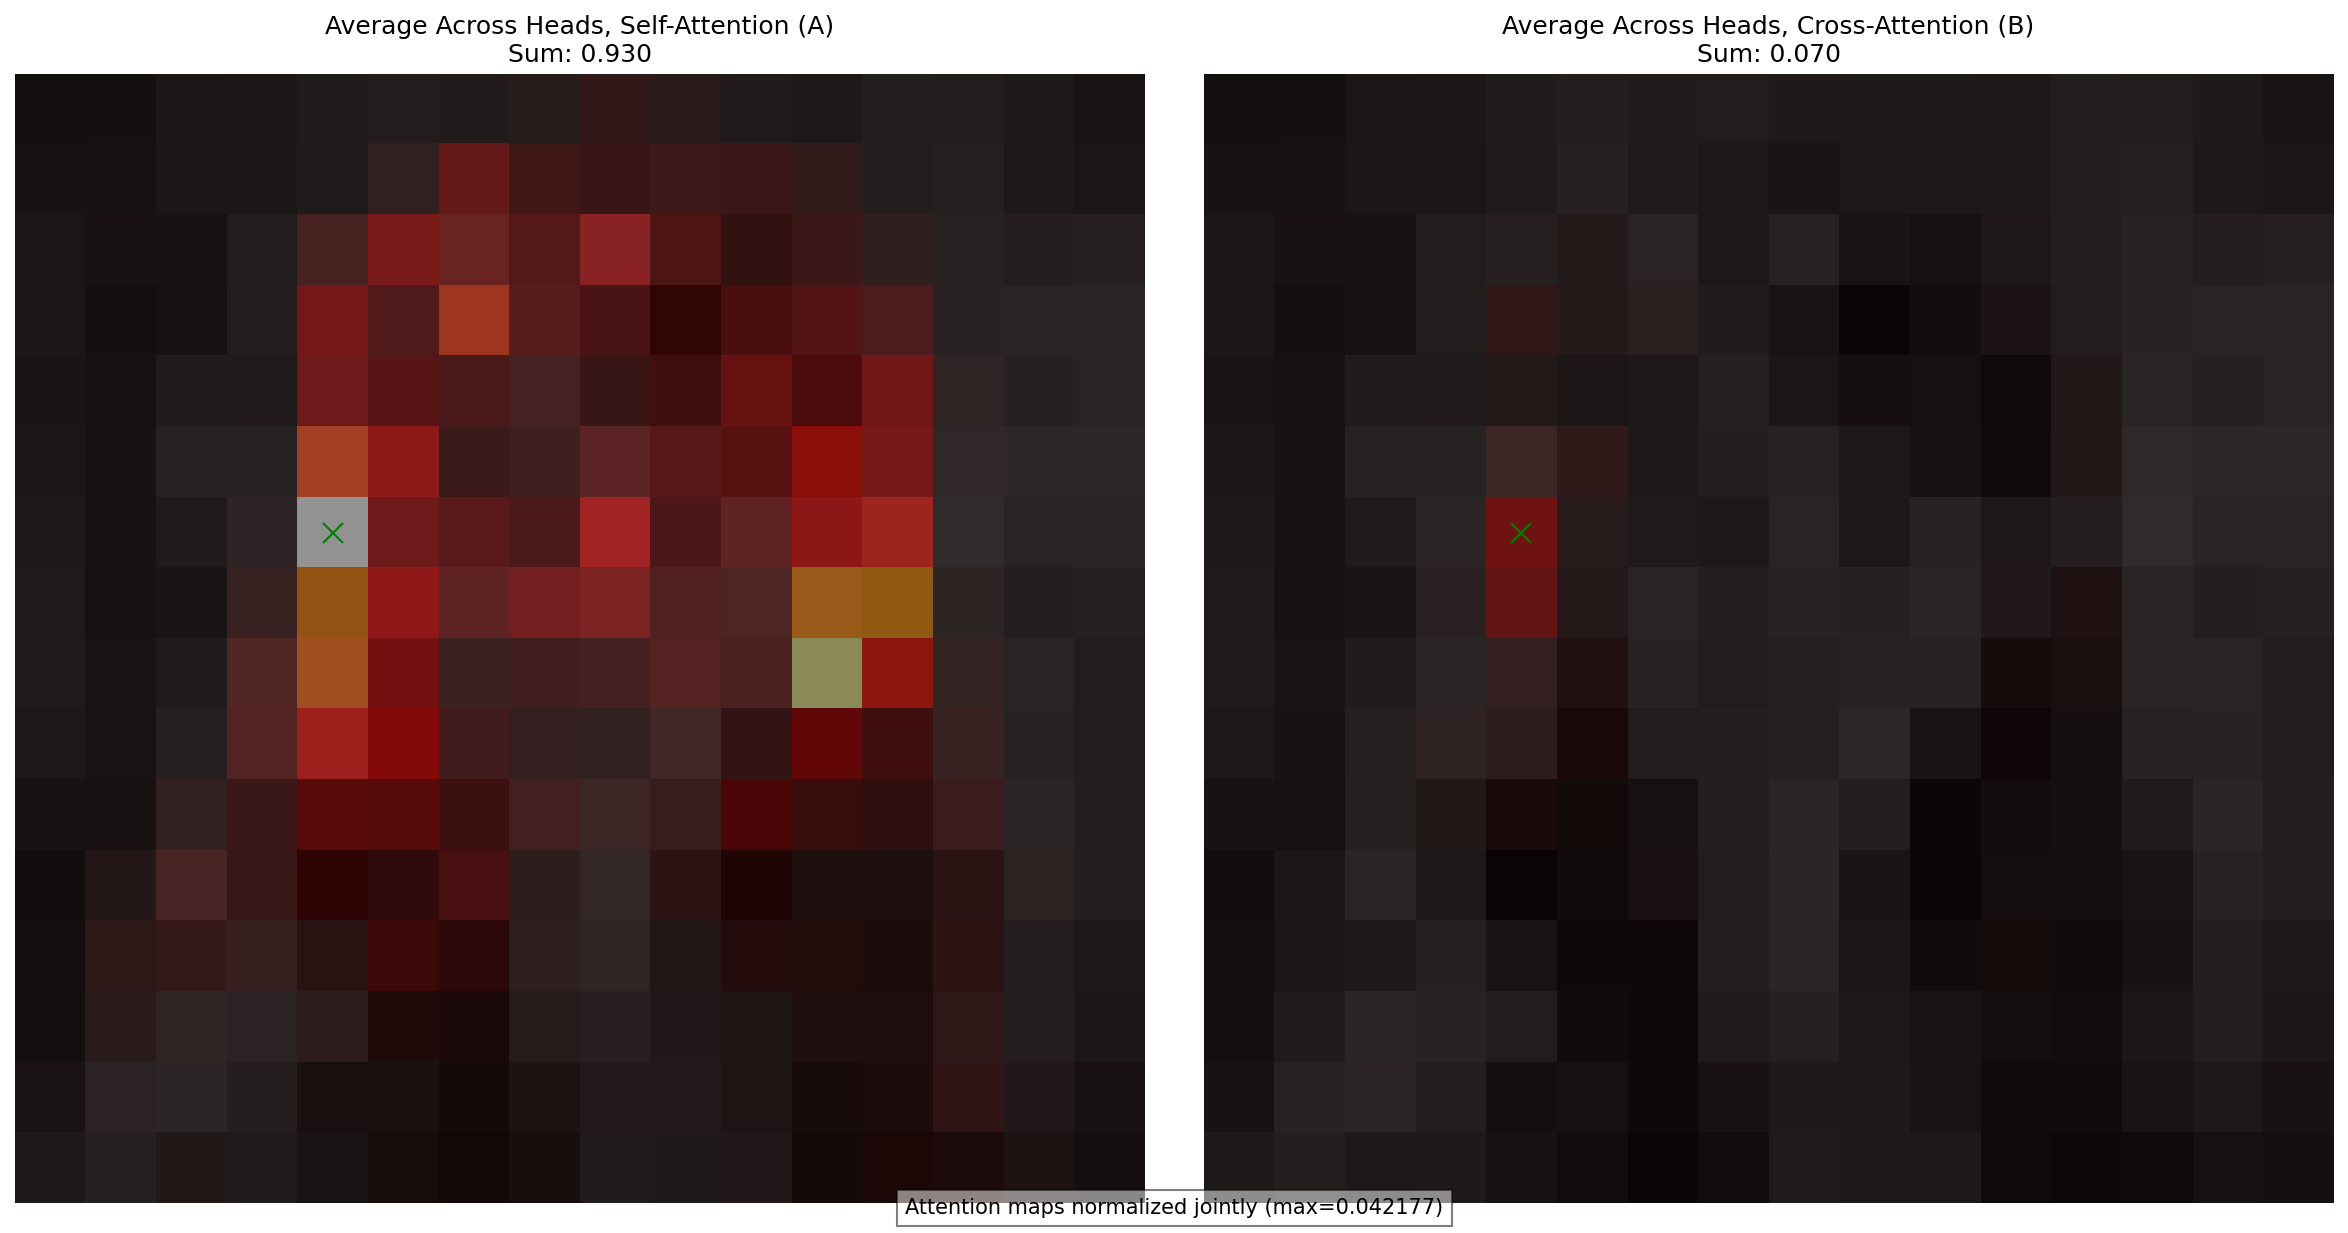 Average Across Heads, Self-Attention (A)
Sum: 0.930
Average Across Heads, Cross-Attention (B)
Sum: 0.070
Attention maps normalized jointly (max=0.042177)